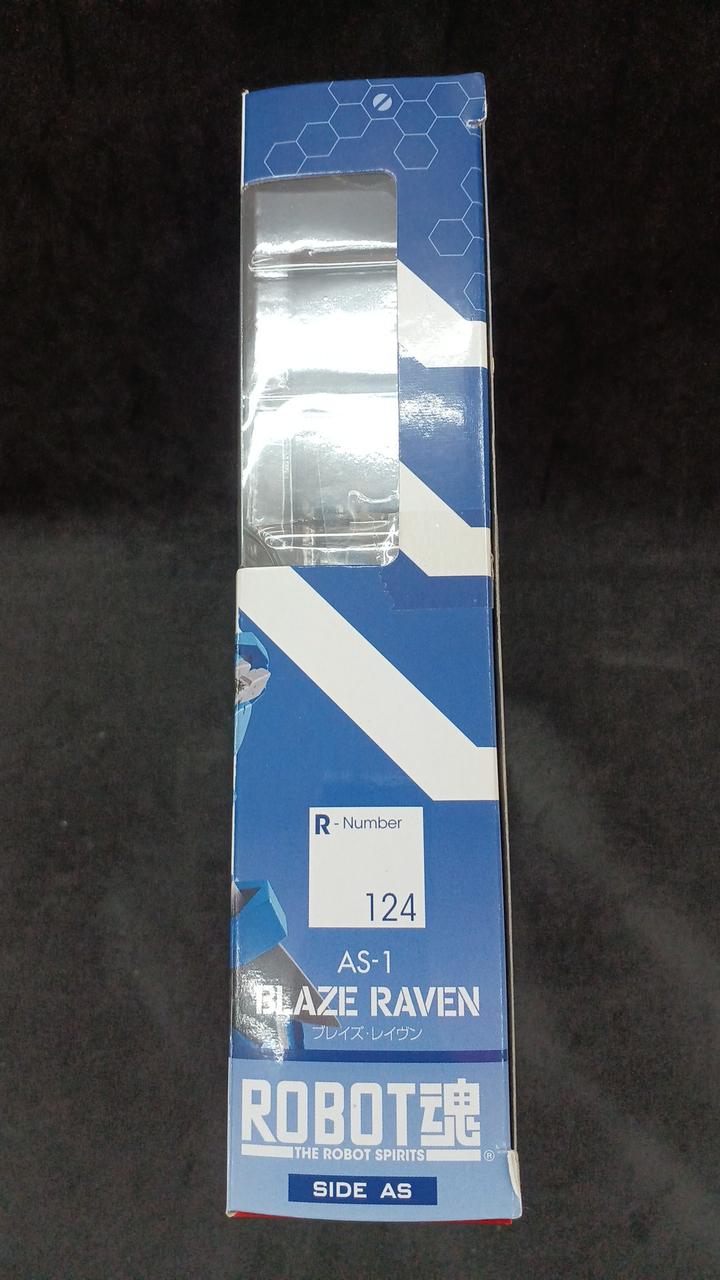 R - Number
124
AS-1
BLAZE RAVEN
ブレイズ・レイヴン
ROBOT魂
THE ROBOT SPIRITS
®
SIDE AS